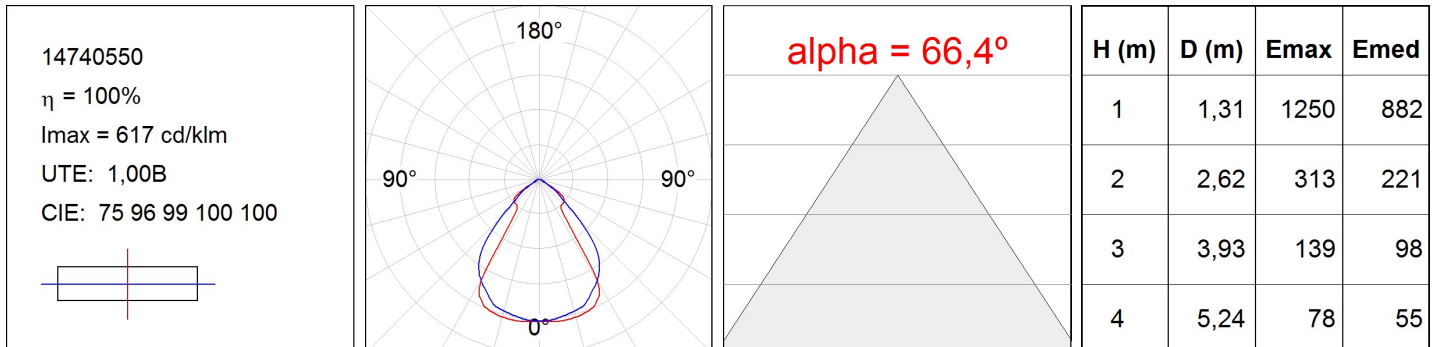 14740550
η = 100%
Imax = 617 cd/klm
UTE: 1,00B
CIE: 75 96 99 100 100
180°
90° 90°
0°
alpha = 66,4º
H (m) D (m) Emax Emed
1 1,31 1250 882
2 2,62 313 221
3 3,93 139 98
4 5,24 78 55